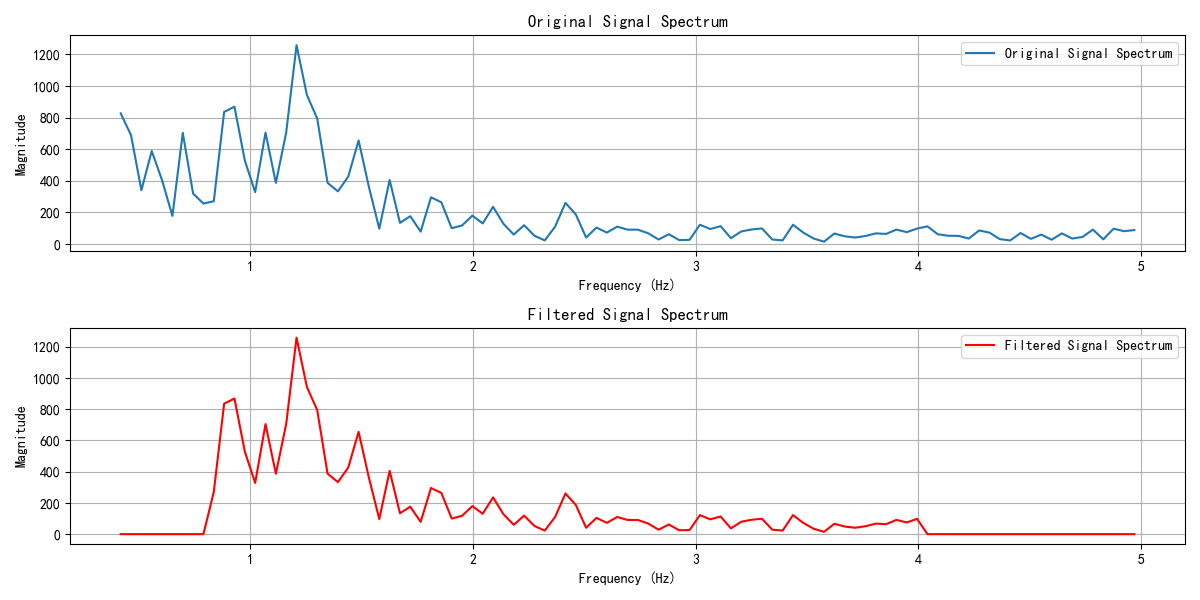 Original Signal Spectrum
Original Signal Spectrum
1200
1000
800
600
400
200
0
Magnitude
1 2 3 4 5
Frequency (Hz)
Filtered Signal Spectrum
Filtered Signal Spectrum
1200
1000
800
600
400
200
0
Magnitude
1 2 3 4 5
Frequency (Hz)